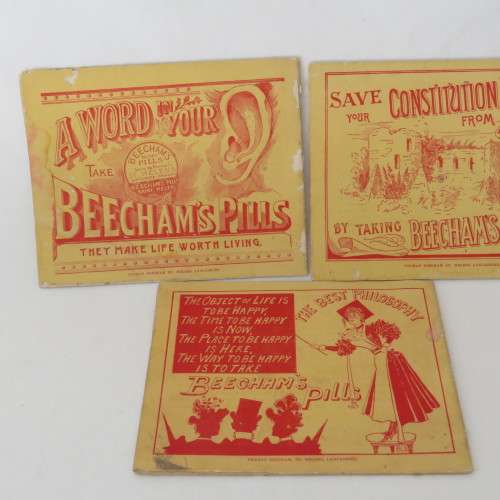 A WORD IN YOUR
TAKE
BEECHAM'S
PILLS
BEECHAM'S PILLS
THEY MAKE LIFE WORTH LIVING.
SAVE YOUR CONSTITUTION
FROM
BY TAKING BEECHAM'S
THE OBJECT OF LIFE IS
TO BE HAPPY,
THE TIME TO BE HAPPY
IS NOW,
THE PLACE TO BE HAPPY
IS HERE,
THE WAY TO BE HAPPY
IS TO TAKE
BEECHAM'S
PILLS
THE BEST PHILOSOPHY